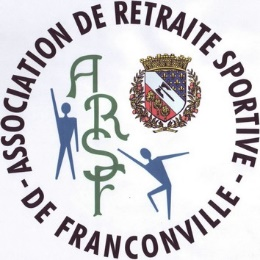 ASSOCIATION DE RETRAITE SPORTIVE
- DE FRANCONVILLE -
ARSF